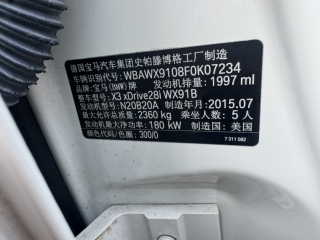 德国宝马汽车集团史帕滕博格工厂制造
车辆识别代号: WBAWX9108F0K07234
品牌: 宝马(BMW)牌 发动机排量: 1997 ml
整车型号: X3 xDrive28i WX91B
发动机型号: N20B20A 制造年月: 2015.07
最大允许总质量: 2360 kg 乘坐人数: 5 人
发动机最大净功率: 180 kW 制造国: 美国
颜色代码/色圈: 300/0
7 311 082